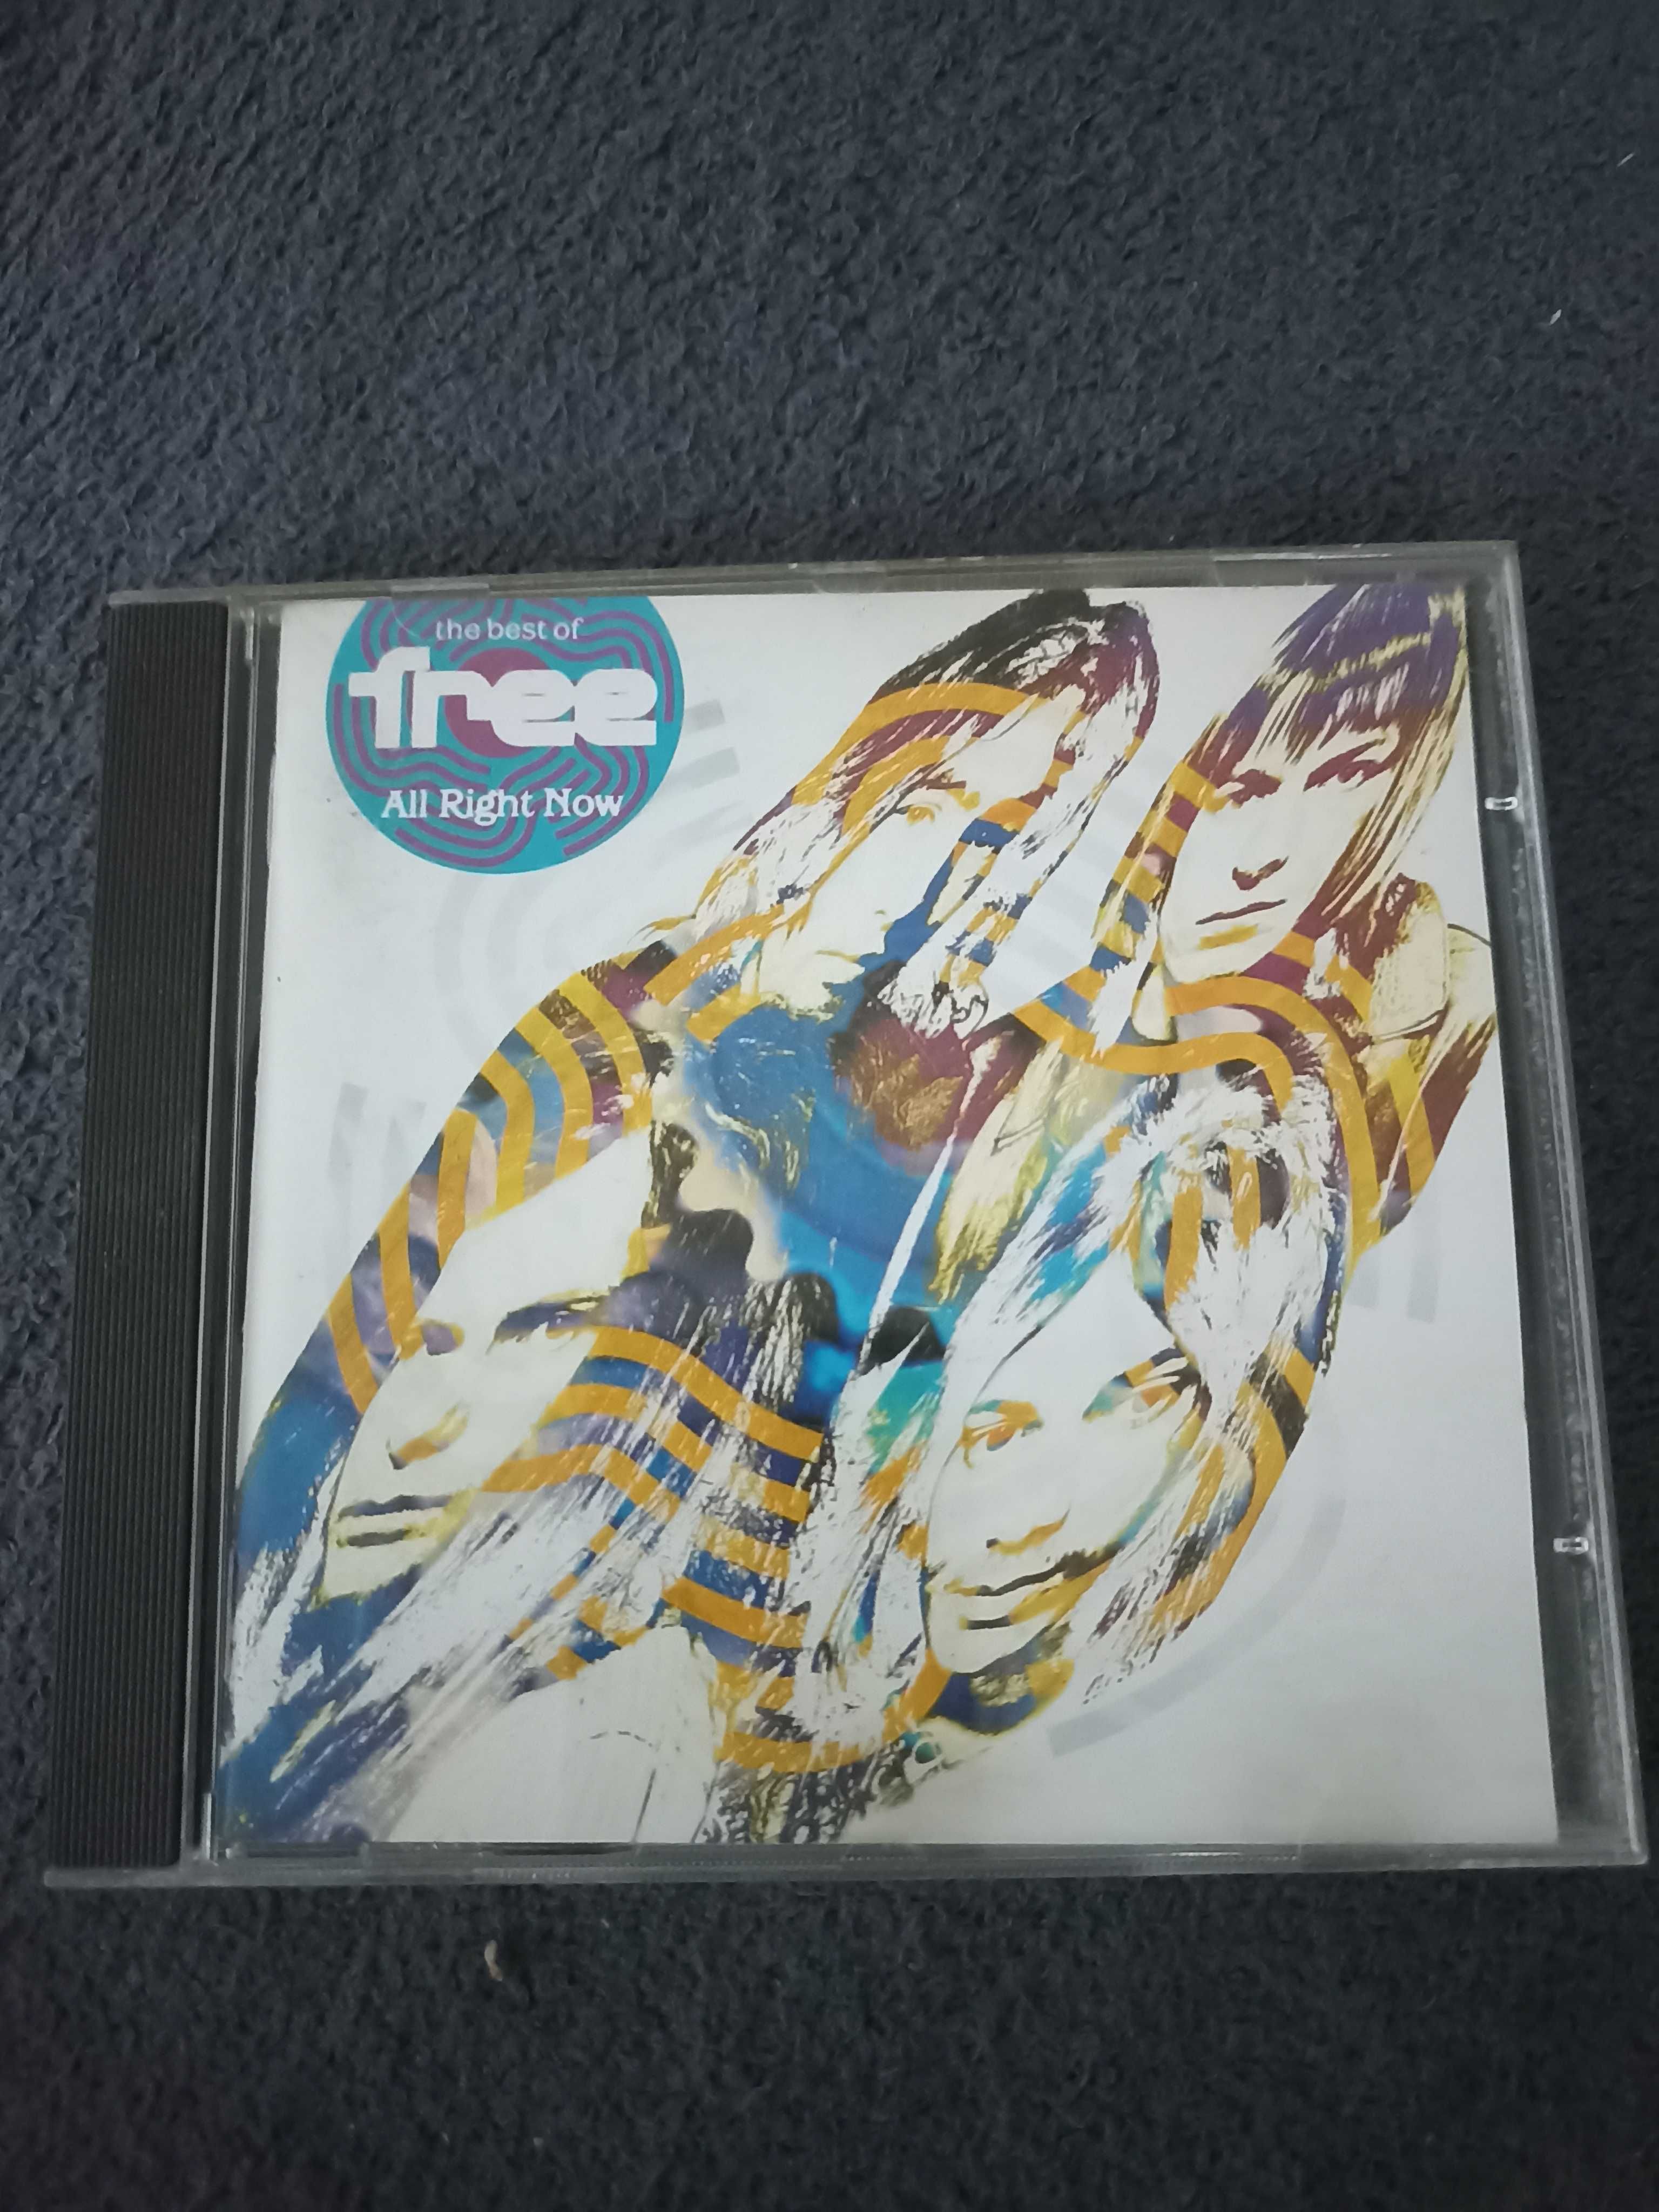 the best of
free
All Right Now